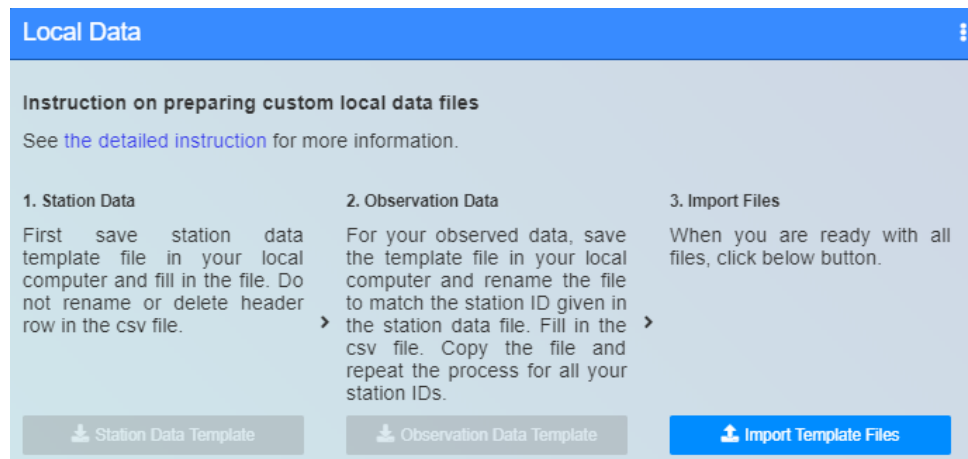 Local Data
Instruction on preparing custom local data files
See the detailed instruction for more information.
1. Station Data
First save station data
template file in your local
computer and fill in the file. Do
not rename or delete header
row in the csv file.
Station Data Template
2. Observation Data
For your observed data, save
the template file in your local
computer and rename the file
to match the station ID given in
the station data file. Fill in the
csv file. Copy the file and
repeat the process for all your
station IDs.
Observation Data Template
3. Import Files
When you are ready with all
files, click below button.
Import Template Files